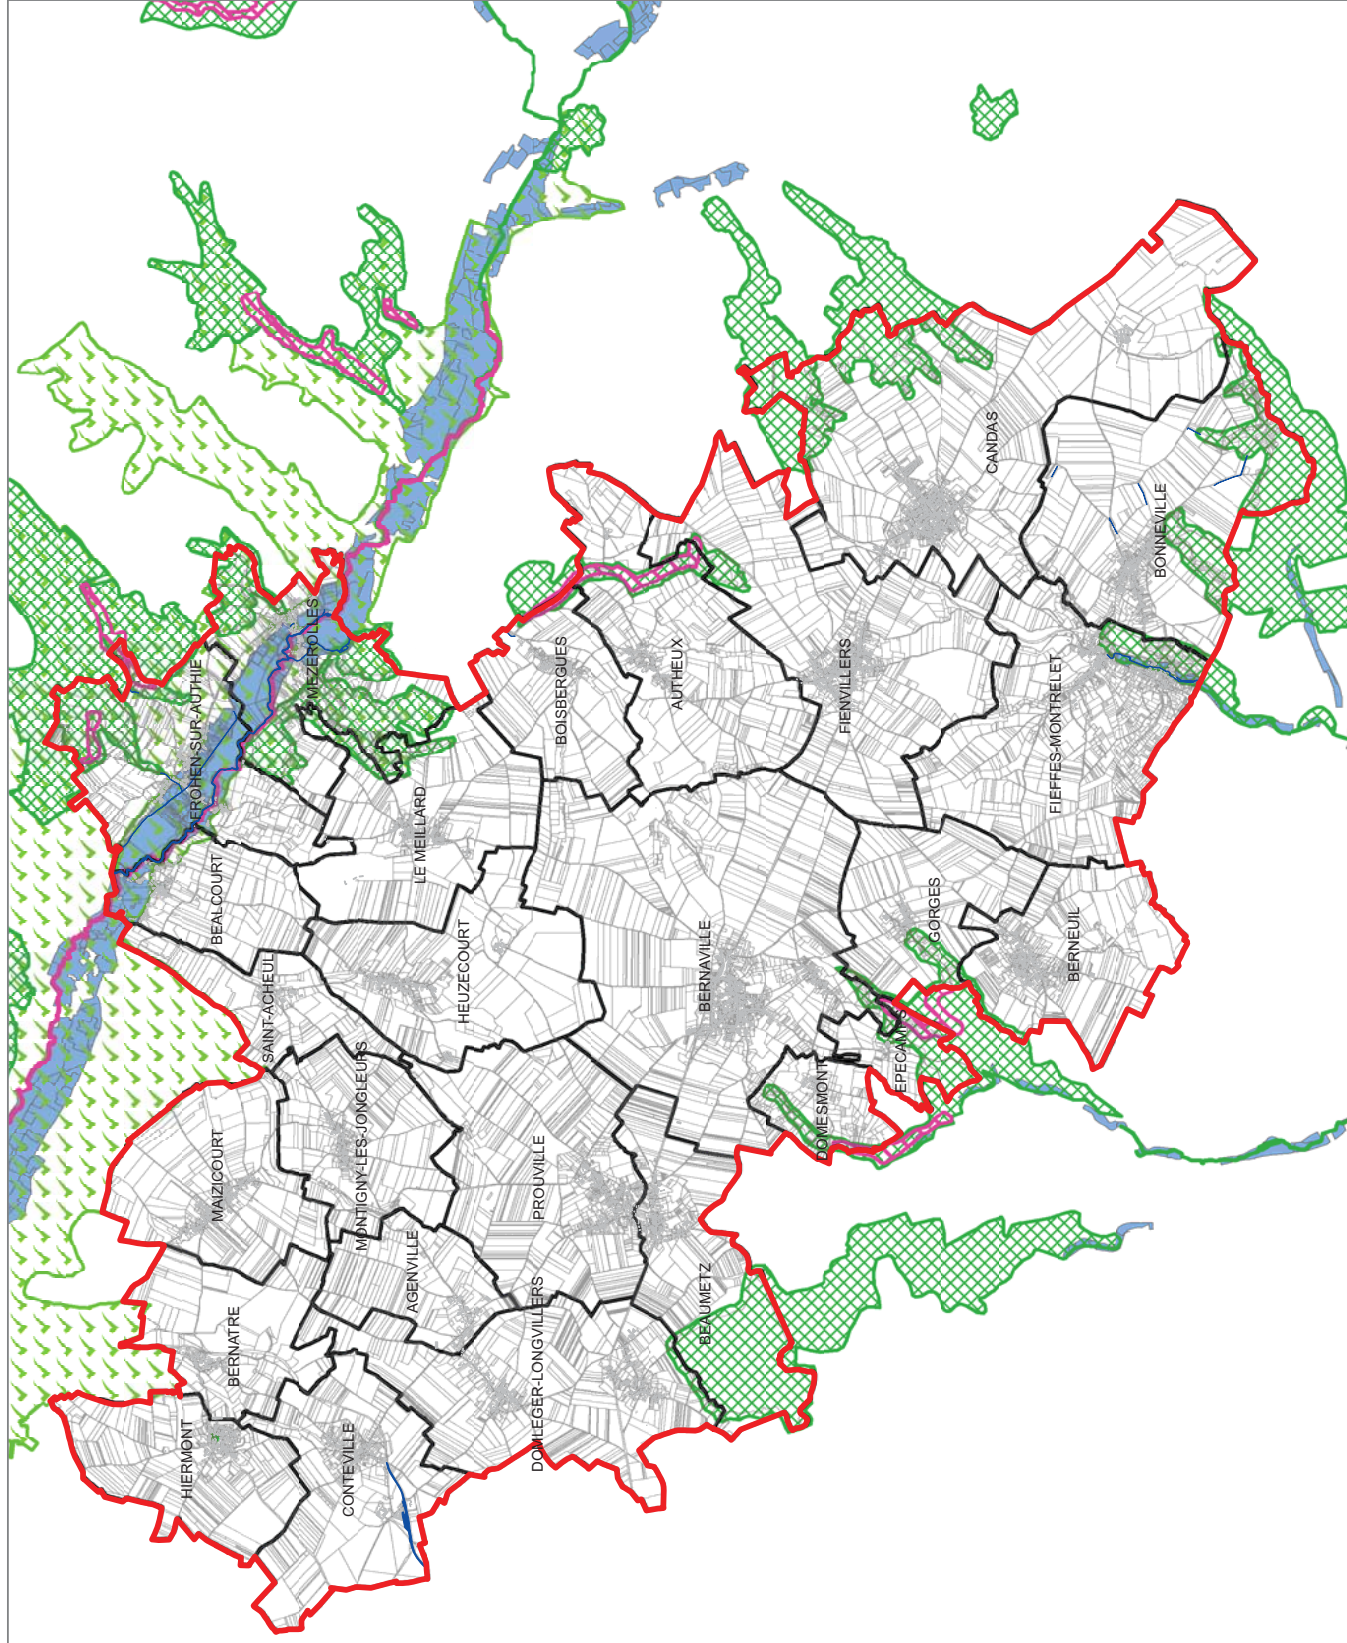 HIERMONT
CONTEVILLE
BERNATRE
DOMLEGER-LONGVILLERS
AGENVILLE
BEAUMETZ
MAIZICOURT
MONTIGNY-LES-JONGLEURS
PROUVILLE
DOMESMONT
SAINT-ACHEUL
EPECAMPS
HEUZECOURT
BERNAVILLE
BEALCOURT
GORGES
BERNEUIL
LE MEILLARD
FROHEN-SUR-AUTHIE
MEZEROLLES
BOISBERGUES
AUTHEUX
FIENVILLERS
FIEFFES-MONTRELET
CANDAS
BONNEVILLE